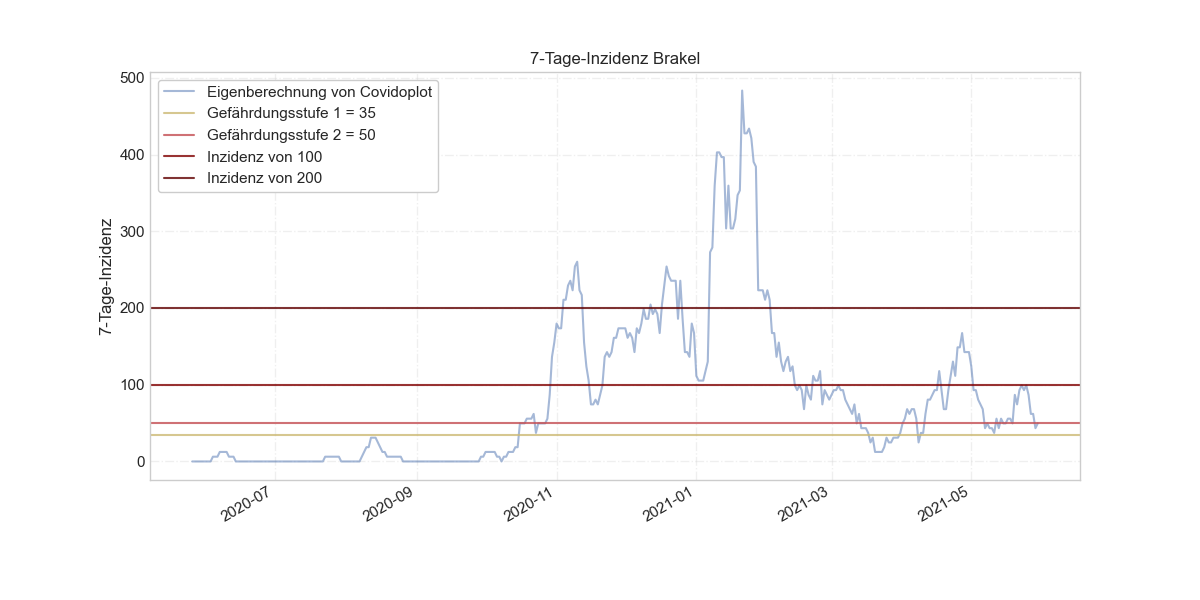 7-Tage-Inzidenz Brakel
500
400
300
200
100
0
7-Tage-Inzidenz
Eigenberechnung von Covidoplot
Gefährdungsstufe 1 = 35
Gefährdungsstufe 2 = 50
Inzidenz von 100
Inzidenz von 200
2020-07
2020-09
2020-11
2021-01
2021-03
2021-05